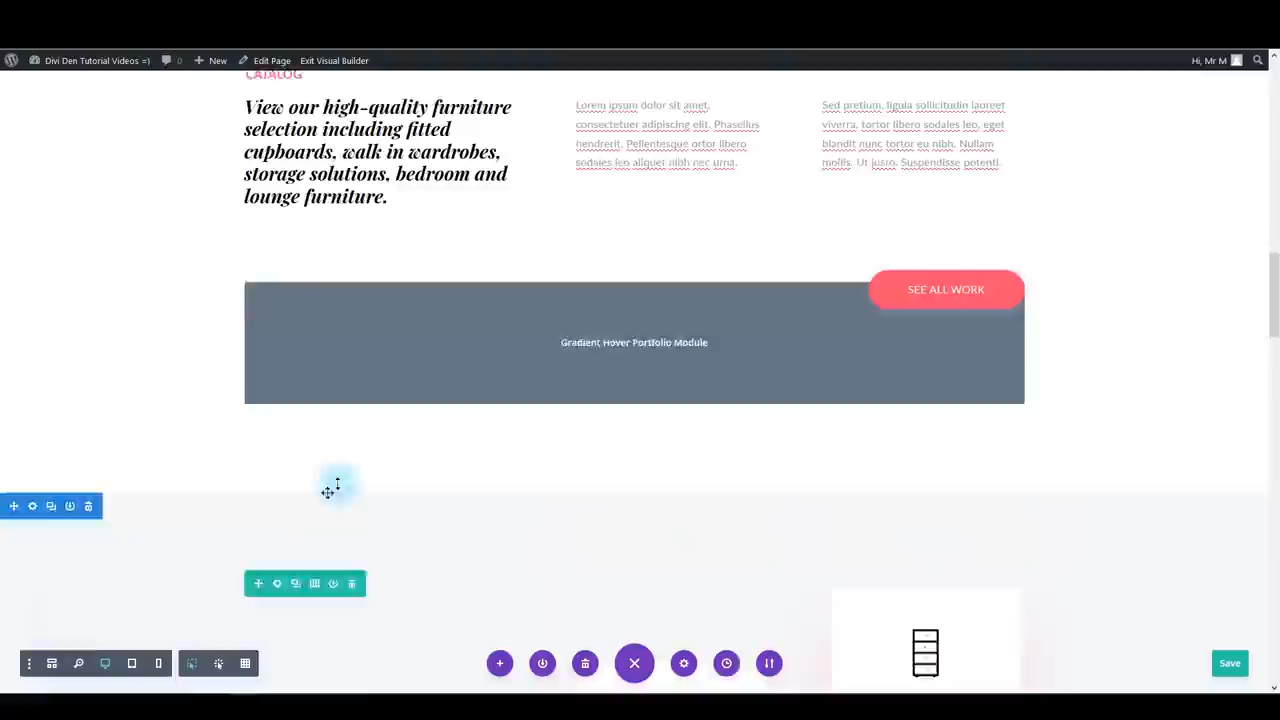 Divi Den Tutorial Videos =)
0
New
Edit Page
Exit Visual Builder
Hi, Mr M
CATALOG
View our high-quality furniture
selection including fitted
cupboards, walk in wardrobes,
storage solutions, bedroom and
lounge furniture.
Lorem ipsum dolor sit amet,
consectetuer adipiscing elit. Phasellus
hendrerit. Pellentesque ortor libero
sodales leo aliquet nibh nec urna.
Sed pretium, ligula sollicitudin laoreet
viverra, tortor libero sodales leo, eget
blandit nunc tortor eu nibh. Nullam
mollis. Ut justo. Suspendisse potenti.
SEE ALL WORK
Gradient Hover Portfolio Module
Save